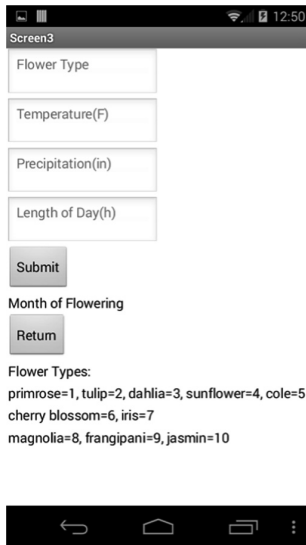 12:50
Screen3
Flower Type
Temperature(F)
Precipitation(in)
Length of Day(h)
Submit
Month of Flowering
Return
Flower Types:
primrose=1, tulip=2, dahlia=3, sunflower=4, cole=5
cherry blossom=6, iris=7
magnolia=8, frangipani=9, jasmin=10